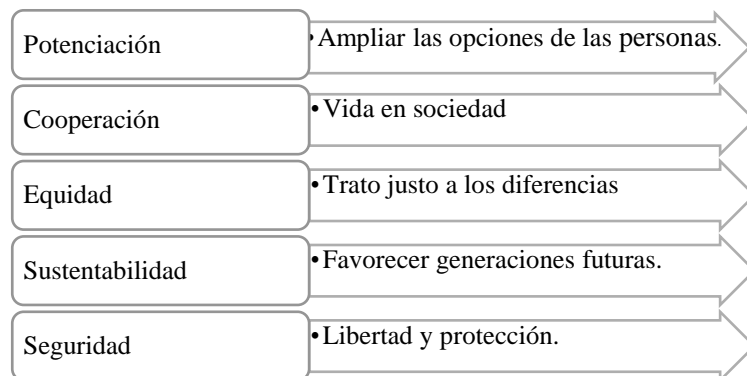 Potenciación
•Ampliar las opciones de las personas.
Cooperación
•Vida en sociedad
Equidad
•Trato justo a los diferencias
Sustentabilidad
•Favorecer generaciones futuras.
Seguridad
•Libertad y protección.